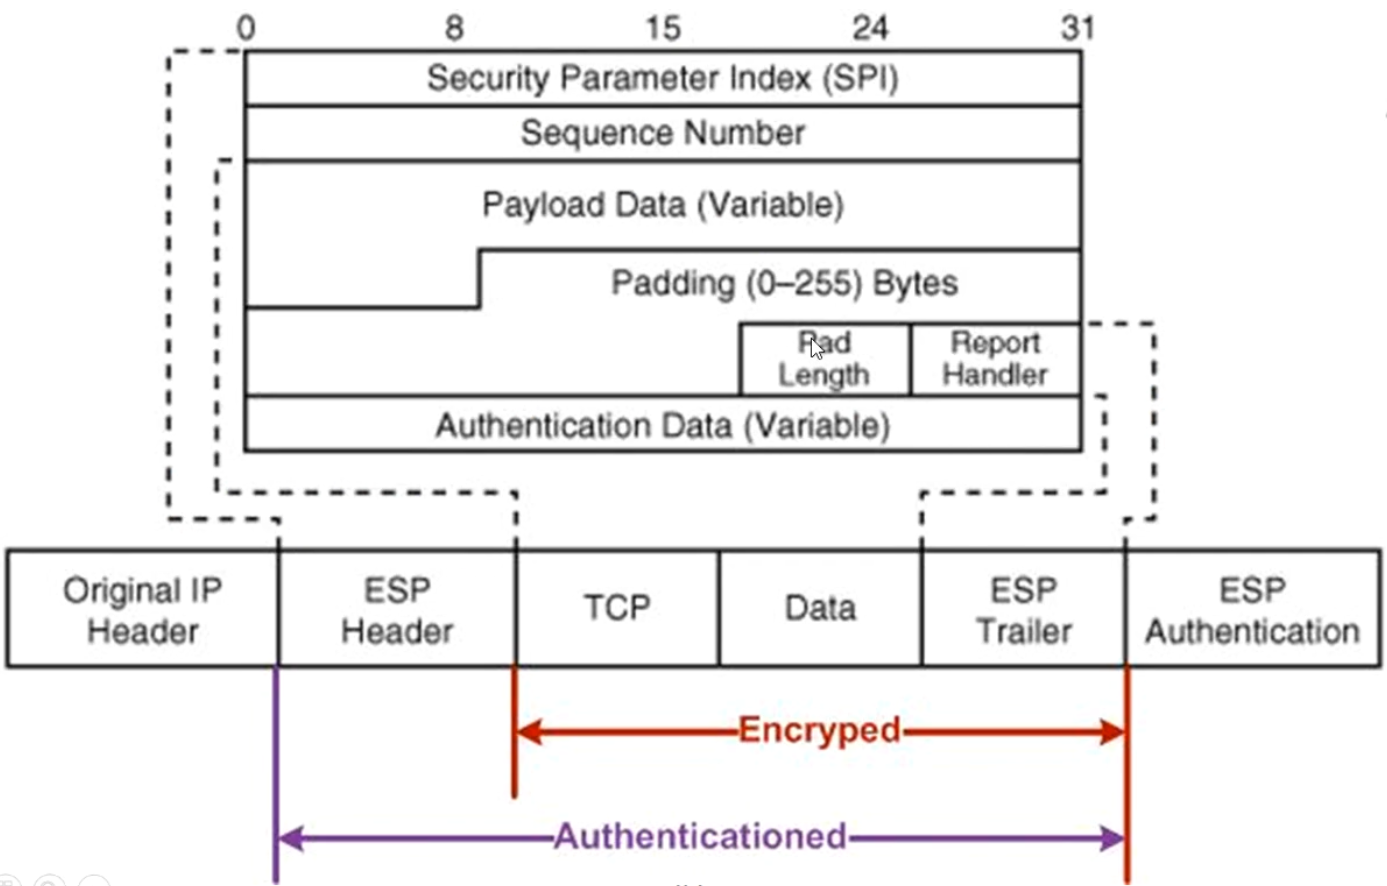 0 8 15 24 31
Security Parameter Index (SPI)
Sequence Number
Payload Data (Variable)
Padding (0–255) Bytes
Pad
Length
Report
Handler
Authentication Data (Variable)
Original IP
Header
ESP
Header
TCP
Data
ESP
Trailer
ESP
Authentication
Encryped
Authenticationed